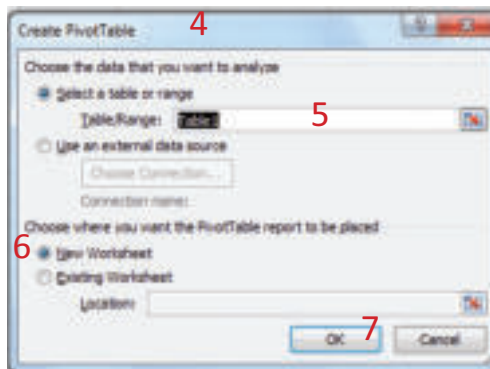 Create PivotTable 4
Choose the data that you want to analyze
Select a table or range
Table/Range: Table1 5
Use an external data source
Choose Connection...
Connection name:
Choose where you want the PivotTable report to be placed
6 New Worksheet
Existing Worksheet
Location:
OK 7 Cancel